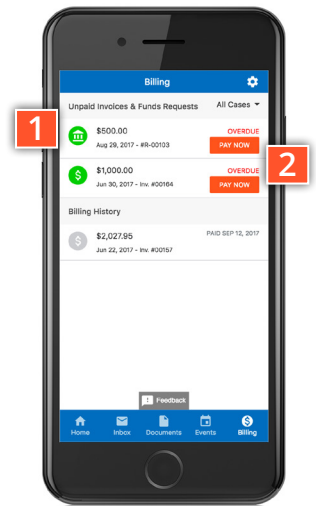 Billing
Unpaid Invoices & Funds Requests All Cases
1
$500.00 OVERDUE
Aug 29, 2017 - #R-00103 PAY NOW
2
$1,000.00 OVERDUE
Jun 30, 2017 - Inv. #00164 PAY NOW
Billing History
$2,027.95 PAID SEP 12, 2017
Jun 22, 2017 - Inv. #00157
! Feedback
Home Inbox Documents Events Billing